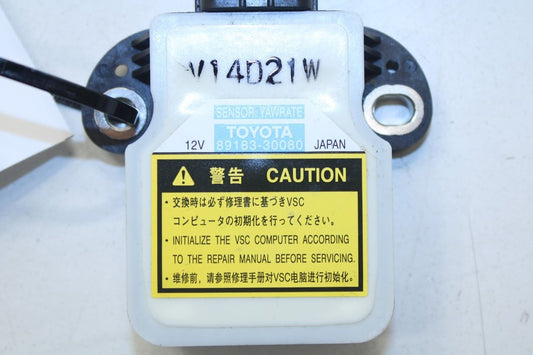 V14D21W
SENSOR: YAWRATE
TOYOTA
12V 89183-30080 JAPAN
警告 CAUTION
・交換時は必ず修理書に基づきVSC
コンピュータの初期化を行ってください。
・INITIALIZE THE VSC COMPUTER ACCORDING
TO THE REPAIR MANUAL BEFORE SERVICING.
・维修前，请参照修理手册对VSC电脑进行初始化。